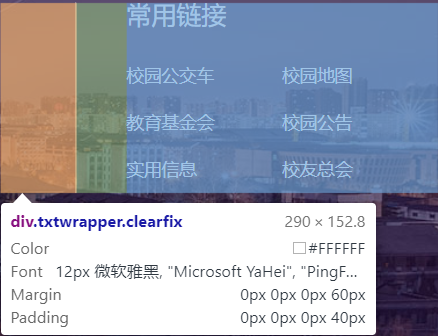 常用链接
校园公交车 校园地图
教育基金会 校园公告
实用信息 校友总会
div.txtwrapper.clearfix 290 × 152.8
Color #FFFFFF
Font 12px 微软雅黑, "Microsoft YaHei", "PingF...
Margin 0px 0px 0px 60px
Padding 0px 0px 0px 40px